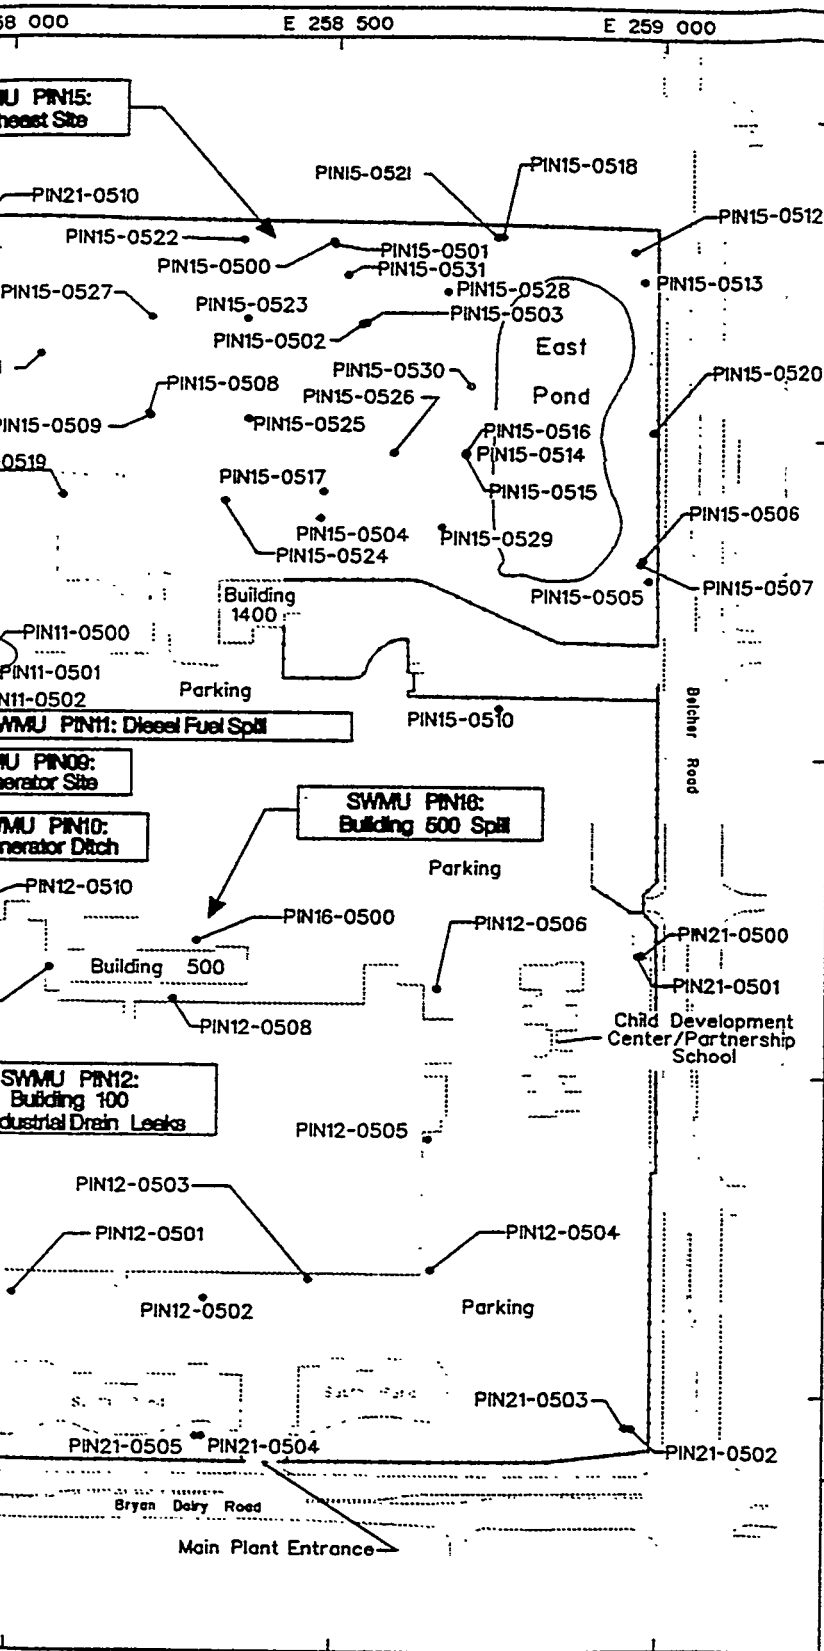 58 000 E 258 500 E 259 000
U PIN15:
heast Site
PIN15-0521
PIN15-0518
PIN21-0510
PIN15-0512
PIN15-0522
PIN15-0501
PIN15-0500
PIN15-0531
PIN15-0513
PIN15-0527
PIN15-0528
PIN15-0523
PIN15-0503
PIN15-0502
East
PIN15-0530
PIN15-0520
PIN15-0508
PIN15-0526
Pond
PIN15-0509
PIN15-0525
PIN15-0516
PIN15-0514
0519
PIN15-0517
PIN15-0515
PIN15-0506
PIN15-0504
PIN15-0529
PIN15-0524
PIN15-0507
Building
1400
PIN15-0505
PIN11-0500
PIN11-0501
Parking
N11-0502
WMU PIN11: Diesel Fuel Spill
PIN15-0510
Belcher Road
U PIN09:
nerator Site
SWMU PIN16:
Building 500 Spill
MU PIN10:
nerator Ditch
Parking
PIN12-0510
PIN16-0500
PIN12-0506
PIN21-0500
Building 500
PIN21-0501
PIN12-0508
Child Development
Center/Partnership
School
SWMU PIN12:
Building 100
dustrial Drain Leaks
PIN12-0505
PIN12-0503
PIN12-0501
PIN12-0504
PIN12-0502
Parking
PIN21-0503
PIN21-0505 PIN21-0504
PIN21-0502
Bryan Dairy Road
Main Plant Entrance